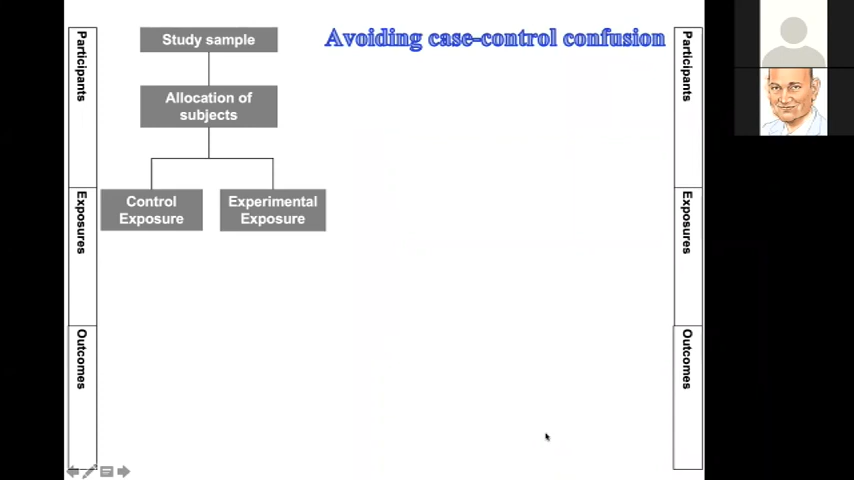 Avoiding case-control confusion
Participants
Exposures
Outcomes
Study sample
Allocation of
subjects
Control
Exposure
Experimental
Exposure
Participants
Exposures
Outcomes